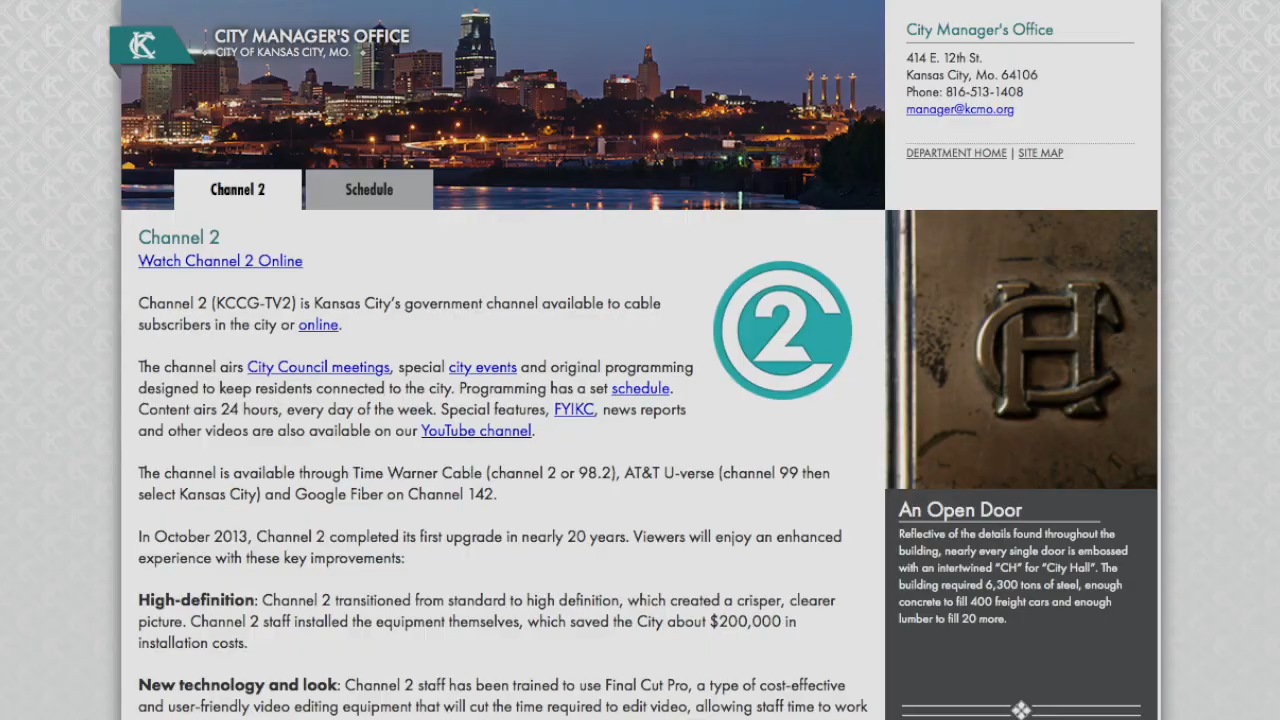 KC
CITY MANAGER'S OFFICE
CITY OF KANSAS CITY, MO.
Channel 2
Schedule
City Manager's Office
414 E. 12th St.
Kansas City, Mo. 64106
Phone: 816-513-1408
manager@kcmo.org
DEPARTMENT HOME | SITE MAP
Channel 2
Watch Channel 2 Online
Channel 2 (KCCG-TV2) is Kansas City’s government channel available to cable
subscribers in the city or online.
The channel airs City Council meetings, special city events and original programming
designed to keep residents connected to the city. Programming has a set schedule.
Content airs 24 hours, every day of the week. Special features, FYIKC, news reports
and other videos are also available on our YouTube channel.
2
The channel is available through Time Warner Cable (channel 2 or 98.2), AT&T U-verse (channel 99 then
select Kansas City) and Google Fiber on Channel 142.
In October 2013, Channel 2 completed its first upgrade in nearly 20 years. Viewers will enjoy an enhanced
experience with these key improvements:
High-definition: Channel 2 transitioned from standard to high definition, which created a crisper, clearer
picture. Channel 2 staff installed the equipment themselves, which saved the City about $200,000 in
installation costs.
New technology and look: Channel 2 staff has been trained to use Final Cut Pro, a type of cost-effective
and user-friendly video editing equipment that will cut the time required to edit video, allowing staff time to work
CH
An Open Door
Reflective of the details found throughout the
building, nearly every single door is embossed
with an intertwined “CH” for “City Hall”. The
building required 6,300 tons of steel, enough
concrete to fill 400 freight cars and enough
lumber to fill 20 more.